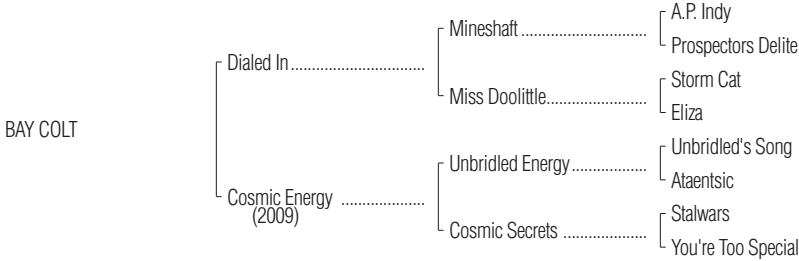 A.P. Indy
Mineshaft
Prospectors Delite
Dialed In
Storm Cat
Miss Doolittle
Eliza
BAY COLT
Unbridled's Song
Unbridled Energy
Ataentsic
Cosmic Energy
(2009)
Stalwars
Cosmic Secrets
You're Too Special